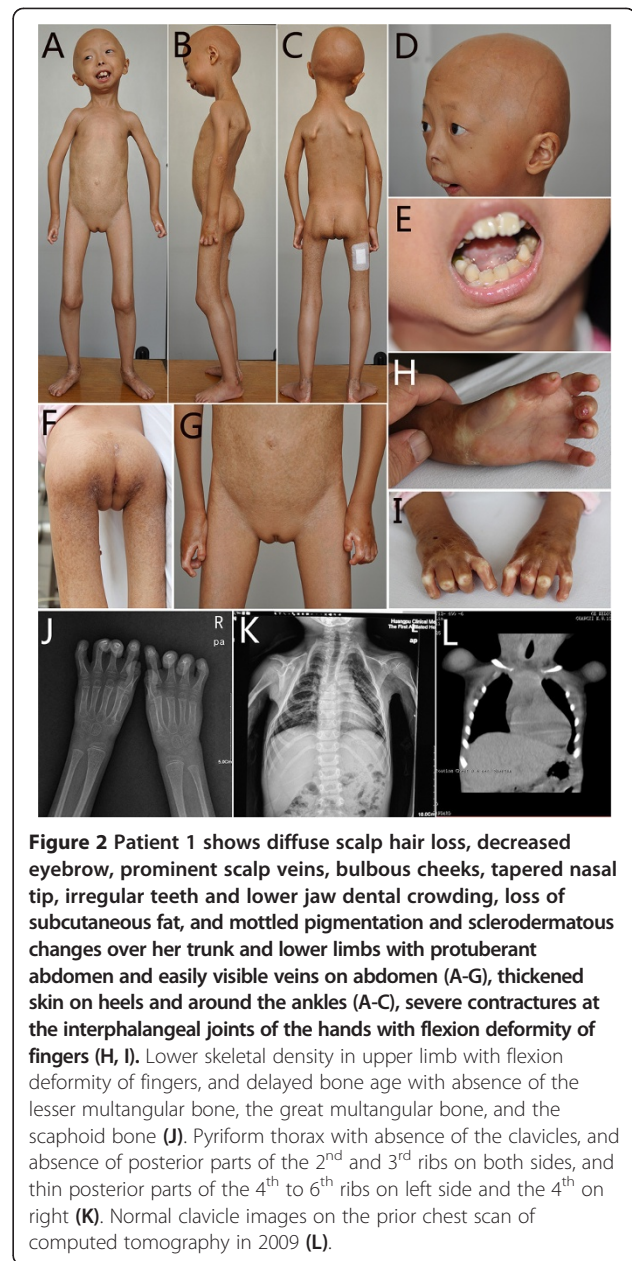 A
B
C
D
E
F
G
H
I
J
R
pa
5.0cm
K
ap
10.0cm
L
Figure 2 Patient 1 shows diffuse scalp hair loss, decreased
eyebrow, prominent scalp veins, bulbous cheeks, tapered nasal
tip, irregular teeth and lower jaw dental crowding, loss of
subcutaneous fat, and mottled pigmentation and sclerodermatous
changes over her trunk and lower limbs with protuberant
abdomen and easily visible veins on abdomen (A-G), thickened
skin on heels and around the ankles (A-C), severe contractures at
the interphalangeal joints of the hands with flexion deformity of
fingers (H, I). Lower skeletal density in upper limb with flexion
deformity of fingers, and delayed bone age with absence of the
lesser multangular bone, the great multangular bone, and the
scaphoid bone (J). Pyriform thorax with absence of the clavicles, and
absence of posterior parts of the 2nd and 3rd ribs on both sides, and
thin posterior parts of the 4th to 6th ribs on left side and the 4th on
right (K). Normal clavicle images on the prior chest scan of
computed tomography in 2009 (L).